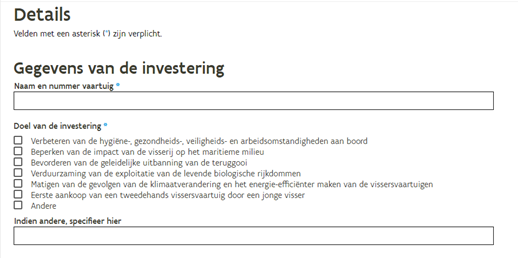 Details
Velden met een asterisk (*) zijn verplicht.
Gegevens van de investering
Naam en nummer vaartuig *
Doel van de investering *
Verbeteren van de hygiëne-, gezondheids-, veiligheids- en arbeidsomstandigheden aan boord
Beperken van de impact van de visserij op het maritieme milieu
Bevorderen van de geleidelijke uitbanning van de teruggooi
Verduurzaming van de exploitatie van de levende biologische rijkdommen
Matigen van de gevolgen van de klimaatverandering en het energie-efficiënter maken van de vissersvaartuigen
Eerste aankoop van een tweedehands vissersvaartuig door een jonge visser
Andere
Indien andere, specifieer hier